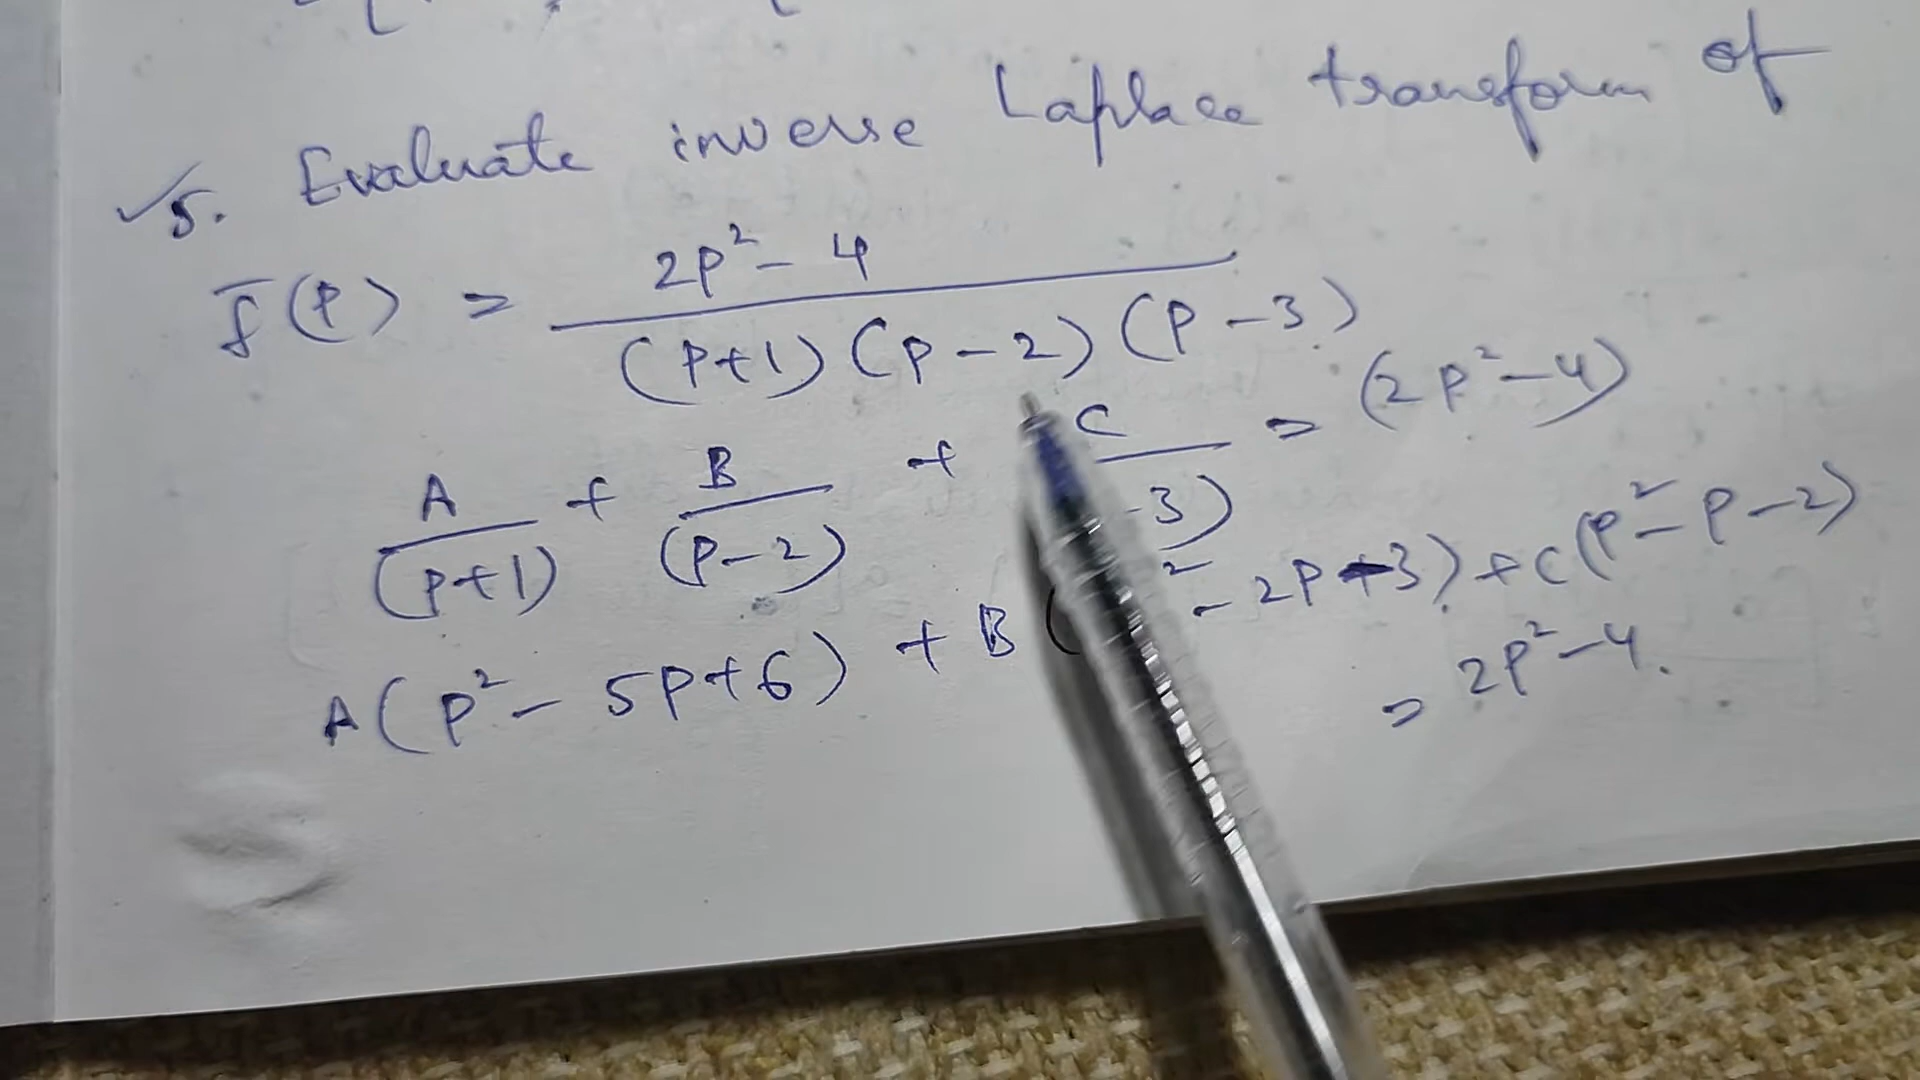 5. Evaluate inverse Laplace transform of
f̅(p) = 2p² - 4 / (p+1)(p-2)(p-3)
A/(p+1) + B/(p-2) + C/ -3) = (2p²-4)
A(p² - 5p+6) + B( ² - 2p-3) + C(p² - p - 2)
= 2p² - 4.